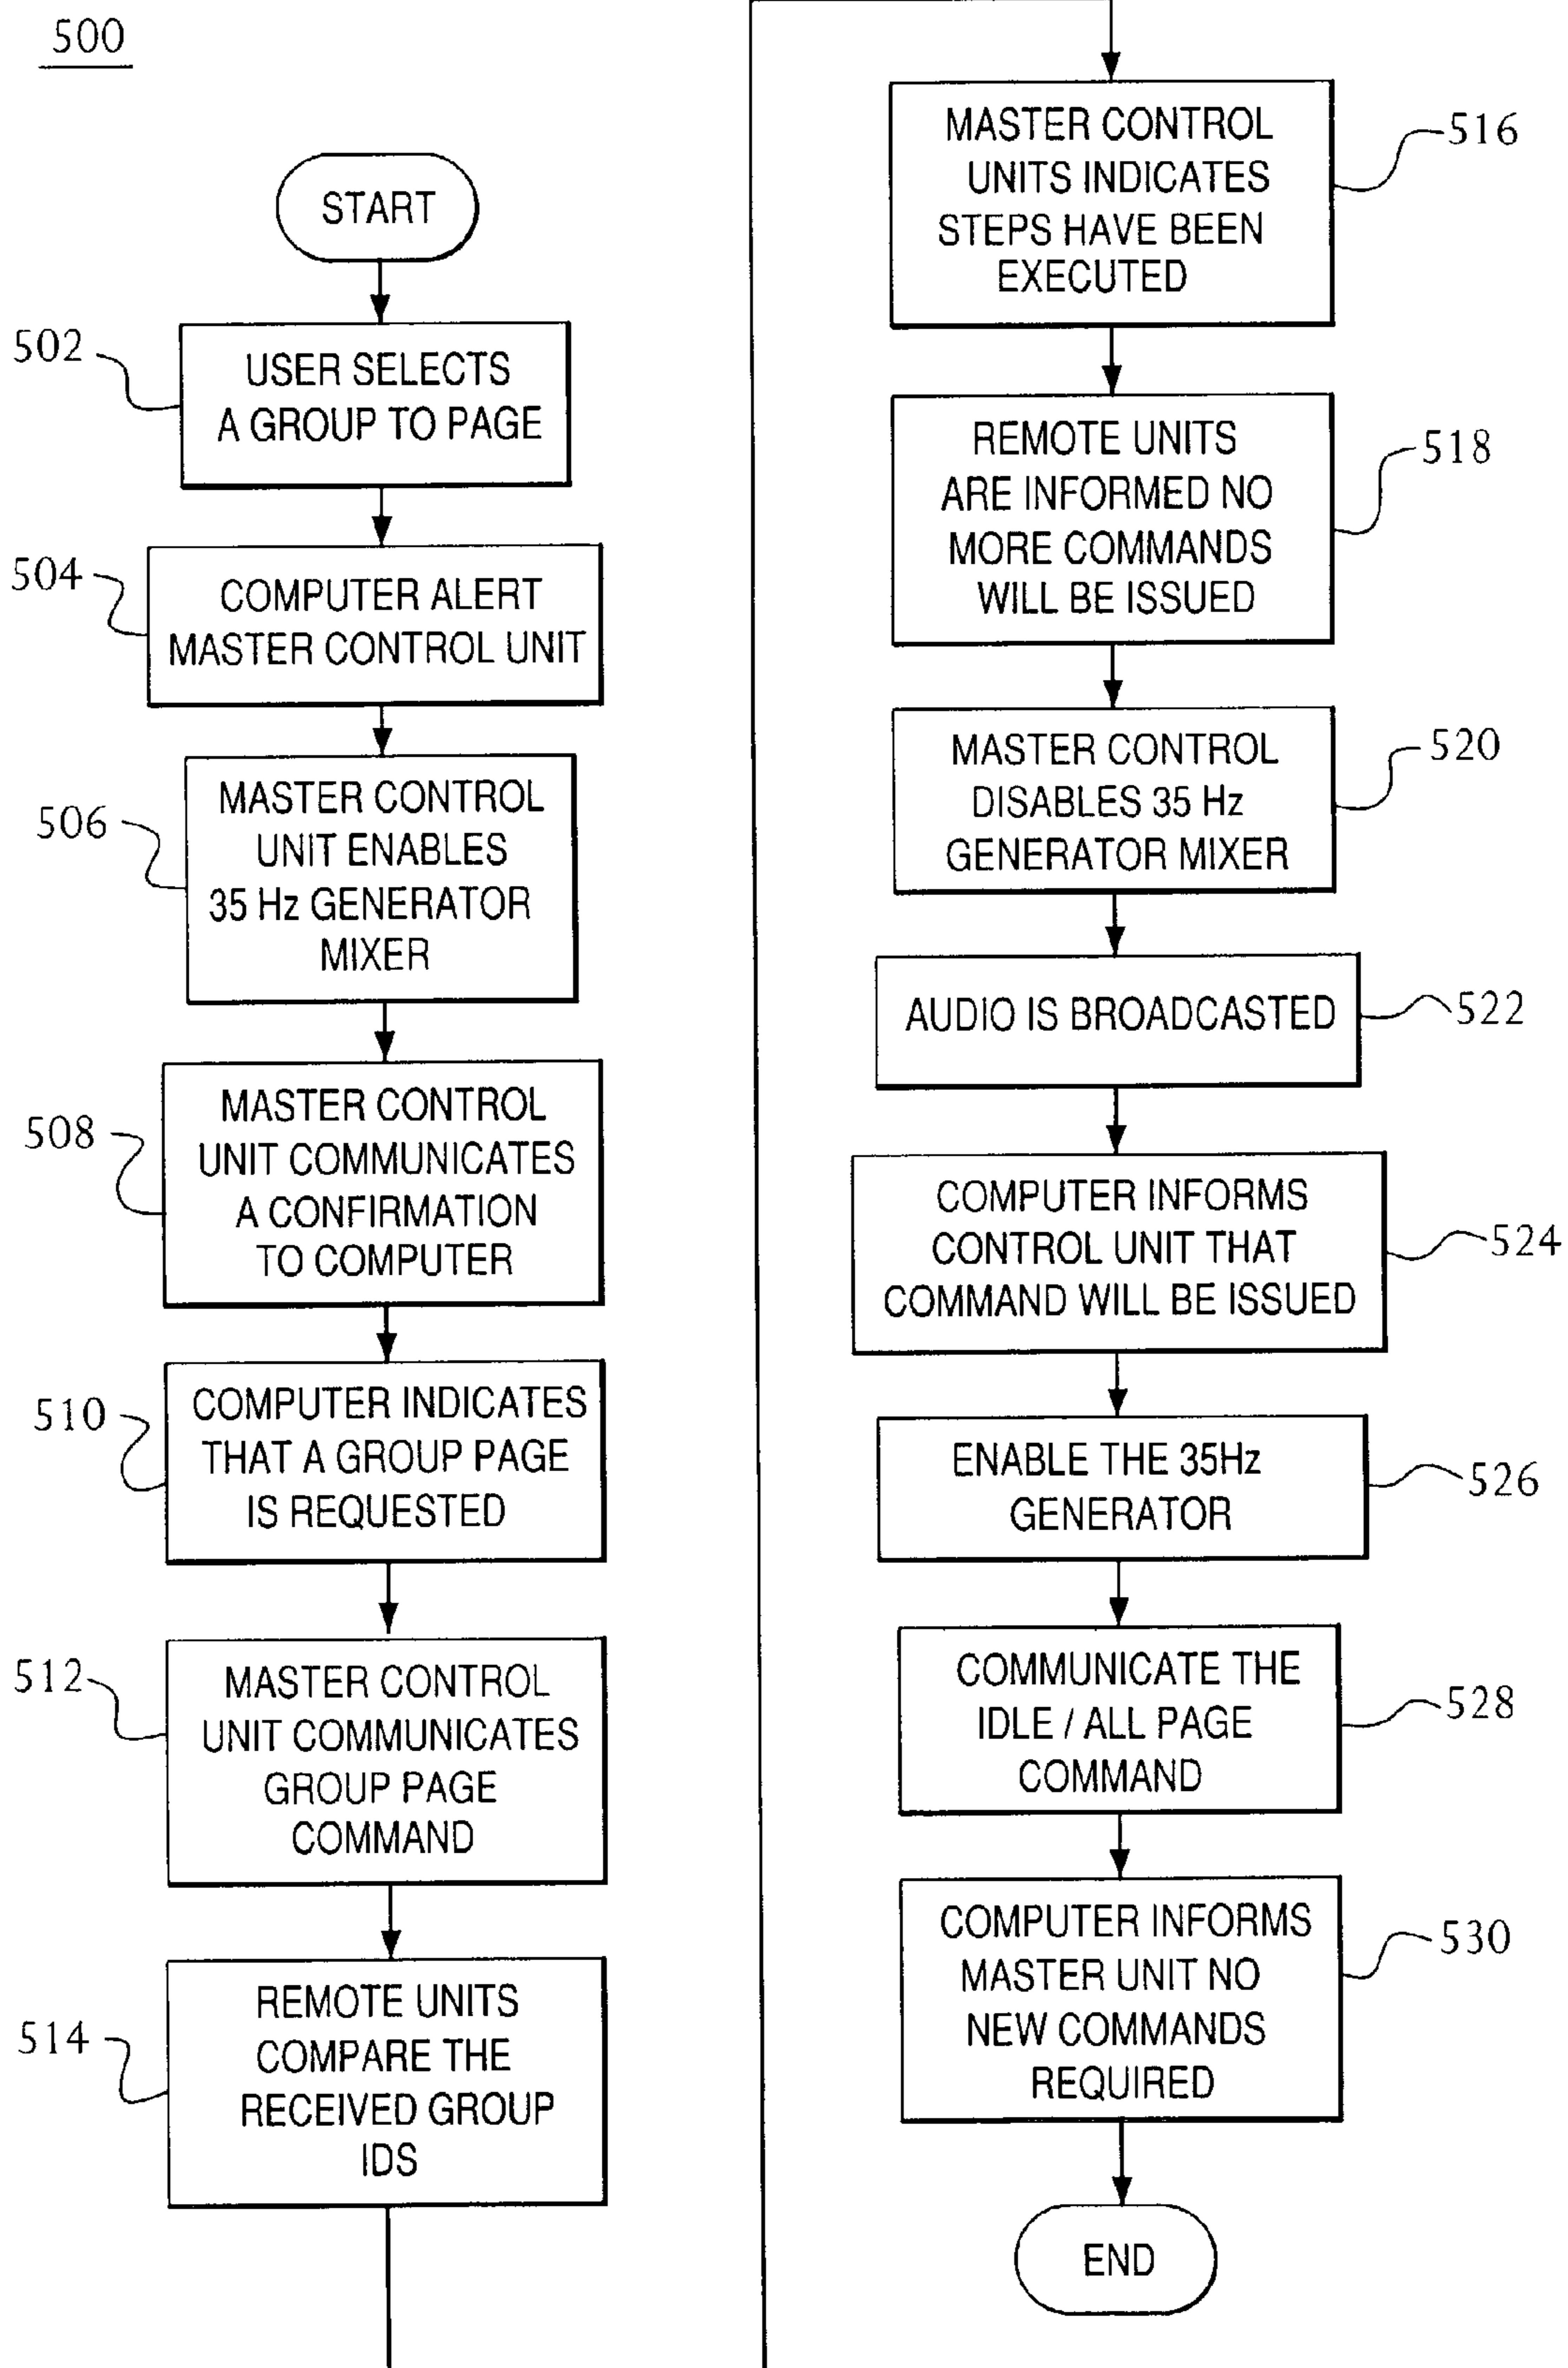 500
START
502
USER SELECTS
A GROUP TO PAGE
504
COMPUTER ALERT
MASTER CONTROL UNIT
506
MASTER CONTROL
UNIT ENABLES
35 Hz GENERATOR
MIXER
508
MASTER CONTROL
UNIT COMMUNICATES
A CONFIRMATION
TO COMPUTER
510
COMPUTER INDICATES
THAT A GROUP PAGE
IS REQUESTED
512
MASTER CONTROL
UNIT COMMUNICATES
GROUP PAGE
COMMAND
514
REMOTE UNITS
COMPARE THE
RECEIVED GROUP
IDS
MASTER CONTROL
UNITS INDICATES
STEPS HAVE BEEN
EXECUTED
516
REMOTE UNITS
ARE INFORMED NO
MORE COMMANDS
WILL BE ISSUED
518
MASTER CONTROL
DISABLES 35 Hz
GENERATOR MIXER
520
AUDIO IS BROADCASTED
522
COMPUTER INFORMS
CONTROL UNIT THAT
COMMAND WILL BE ISSUED
524
ENABLE THE 35Hz
GENERATOR
526
COMMUNICATE THE
IDLE / ALL PAGE
COMMAND
528
COMPUTER INFORMS
MASTER UNIT NO
NEW COMMANDS
REQUIRED
530
END